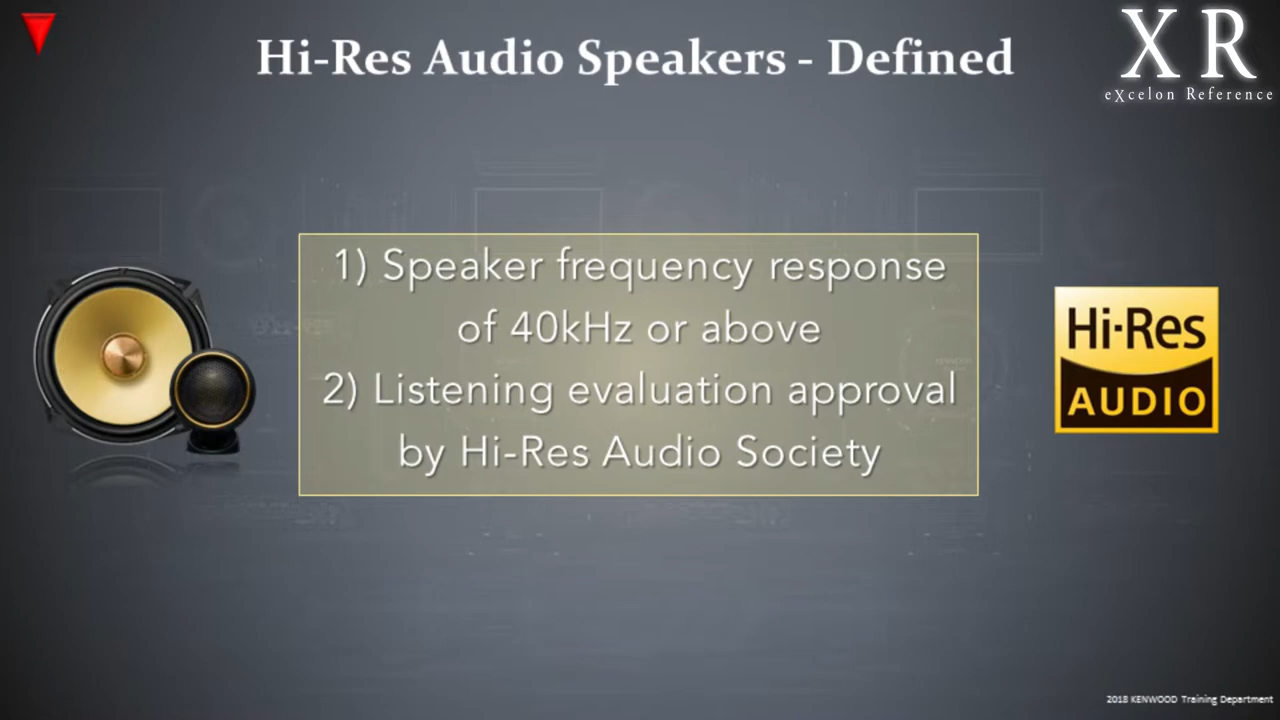 Hi-Res Audio Speakers - Defined
X R
eXcelon Reference
1) Speaker frequency response
of 40kHz or above
2) Listening evaluation approval
by Hi-Res Audio Society
Hi-Res
AUDIO
2018 KENWOOD Training Department